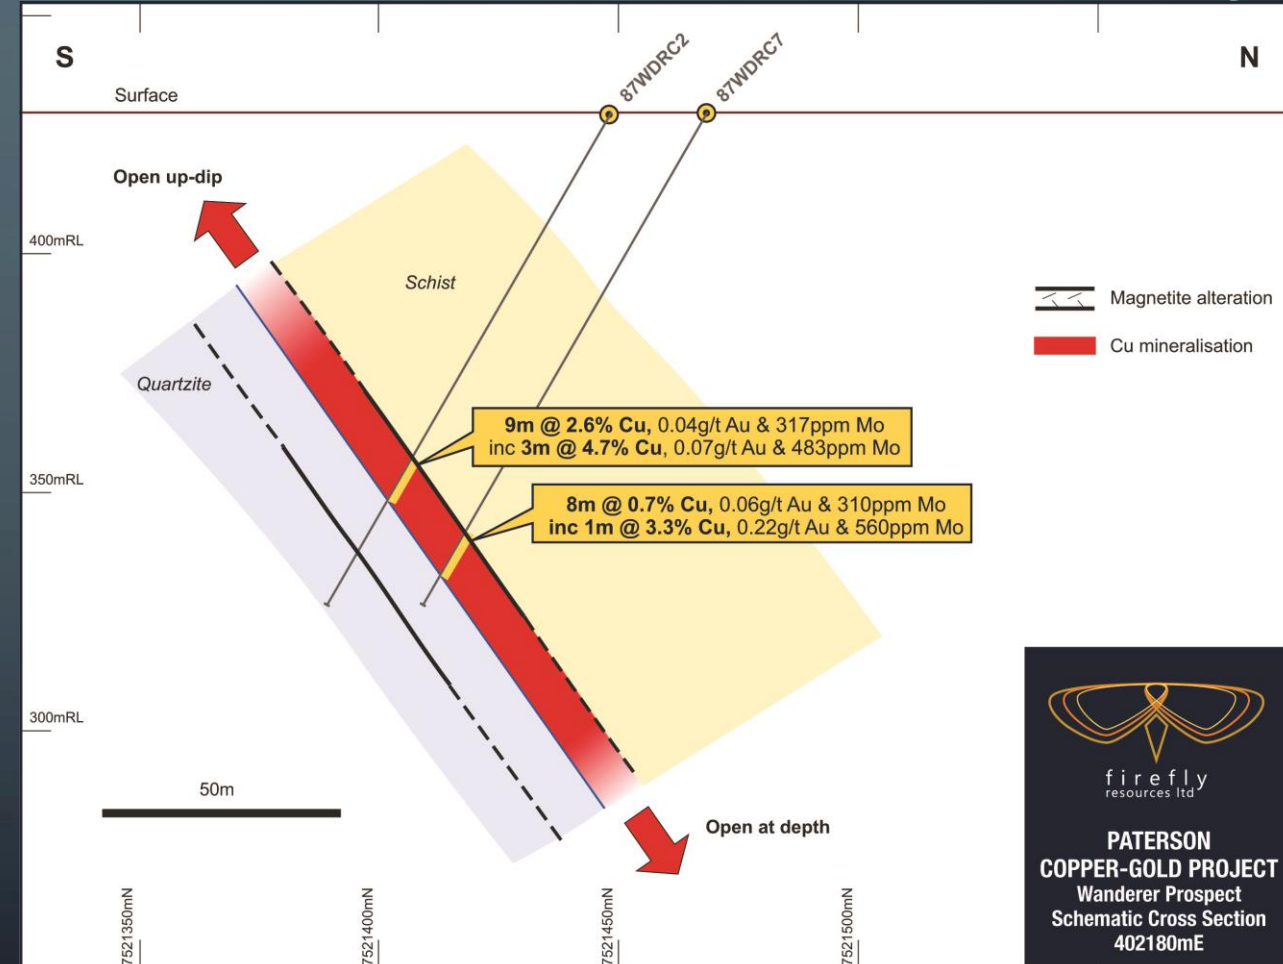 S
N
87WDRC2
87WDRC7
Surface
Open up-dip
400mRL
Schist
Magnetite alteration
Cu mineralisation
Quartzite
9m @ 2.6% Cu, 0.04g/t Au & 317ppm Mo
inc 3m @ 4.7% Cu, 0.07g/t Au & 483ppm Mo
350mRL
8m @ 0.7% Cu, 0.06g/t Au & 310ppm Mo
inc 1m @ 3.3% Cu, 0.22g/t Au & 560ppm Mo
300mRL
50m
Open at depth
firefly
resources ltd
PATERSON
COPPER-GOLD PROJECT
Wanderer Prospect
Schematic Cross Section
402180mE
7521350mN
7521400mN
7521450mN
7521500mN